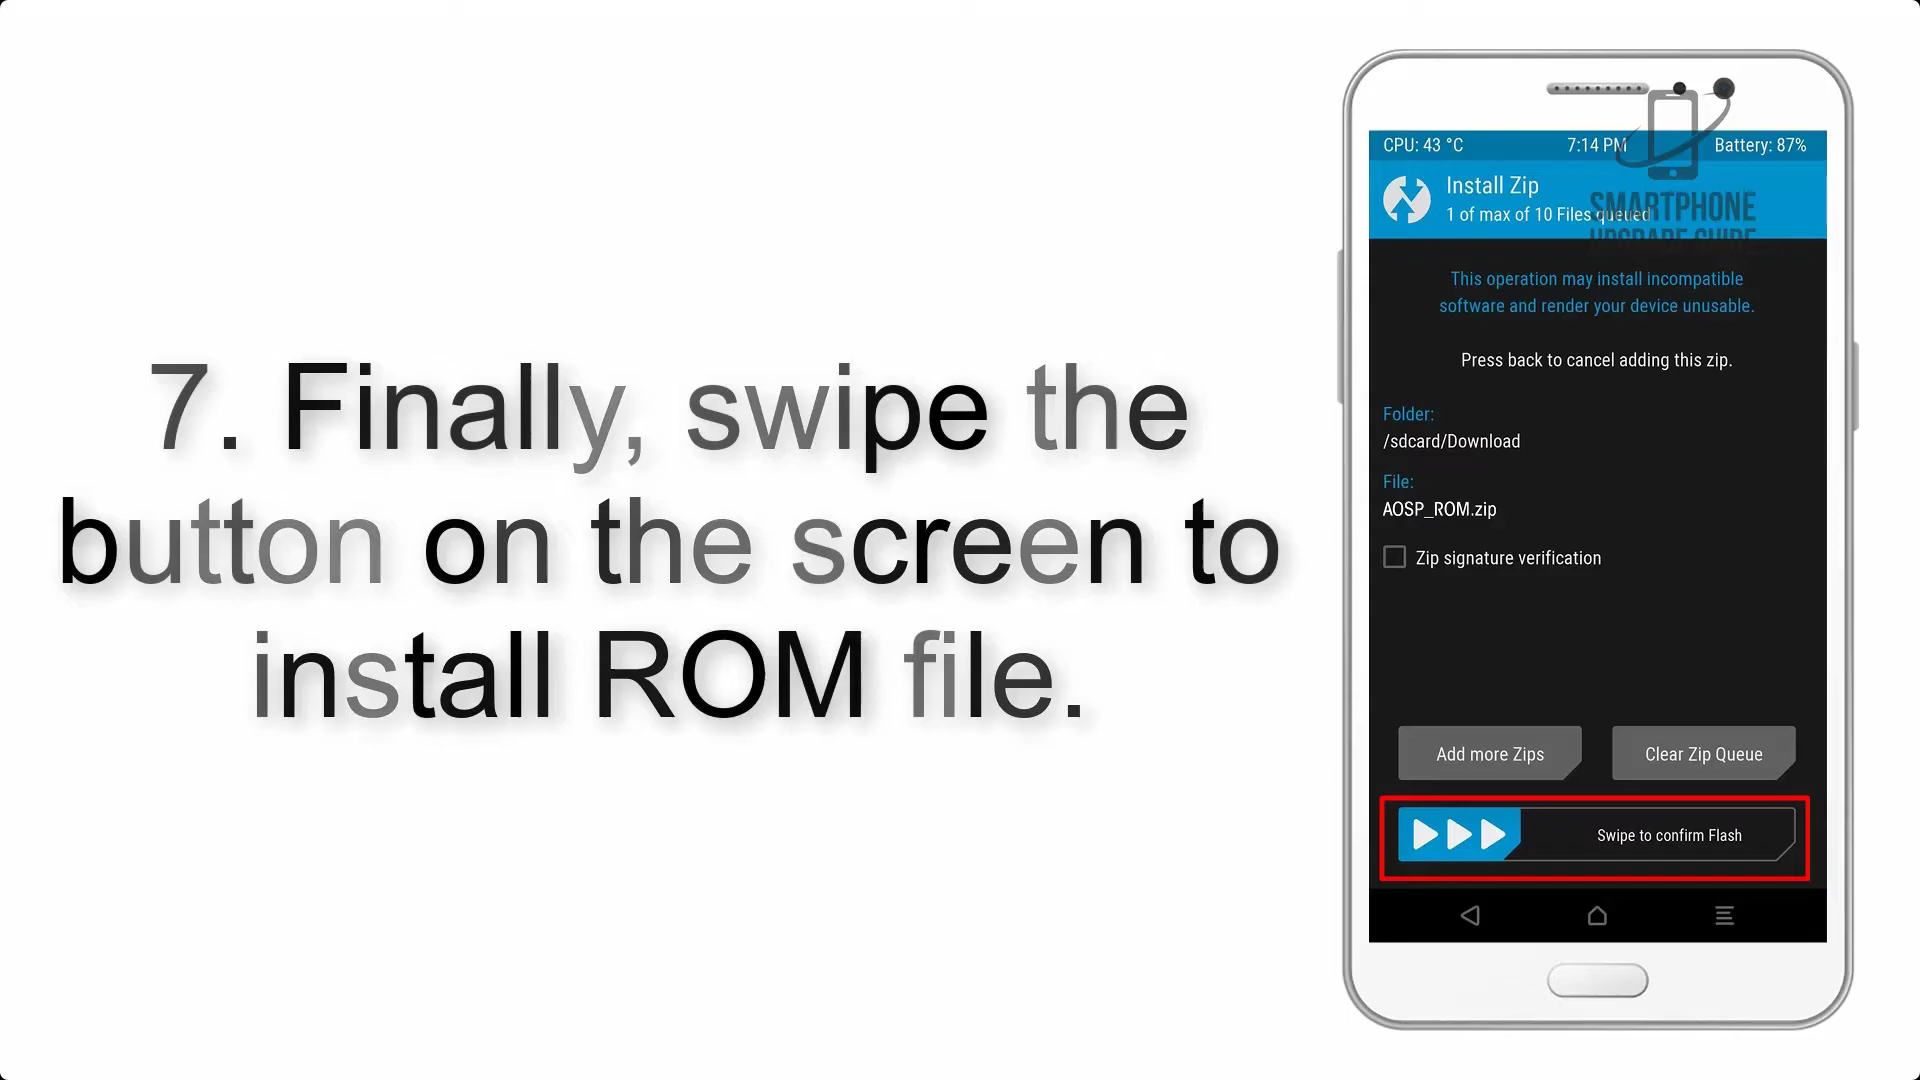 7. Finally, swipe the
button on the screen to
install ROM file.
CPU: 43 °C 7:14 PM Battery: 87%
Install Zip
1 of max of 10 Files queued
SMARTPHONE
UPGRADE GUIDE
This operation may install incompatible
software and render your device unusable.
Press back to cancel adding this zip.
Folder:
/sdcard/Download
File:
AOSP_ROM.zip
Zip signature verification
Add more Zips Clear Zip Queue
Swipe to confirm Flash